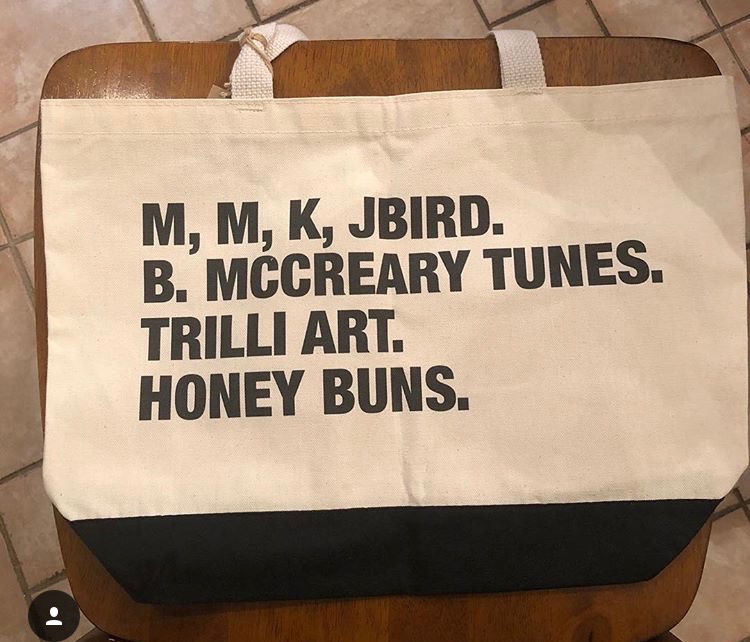 M, M, K, JBIRD.
B. MCCREARY TUNES.
TRILLI ART.
HONEY BUNS.